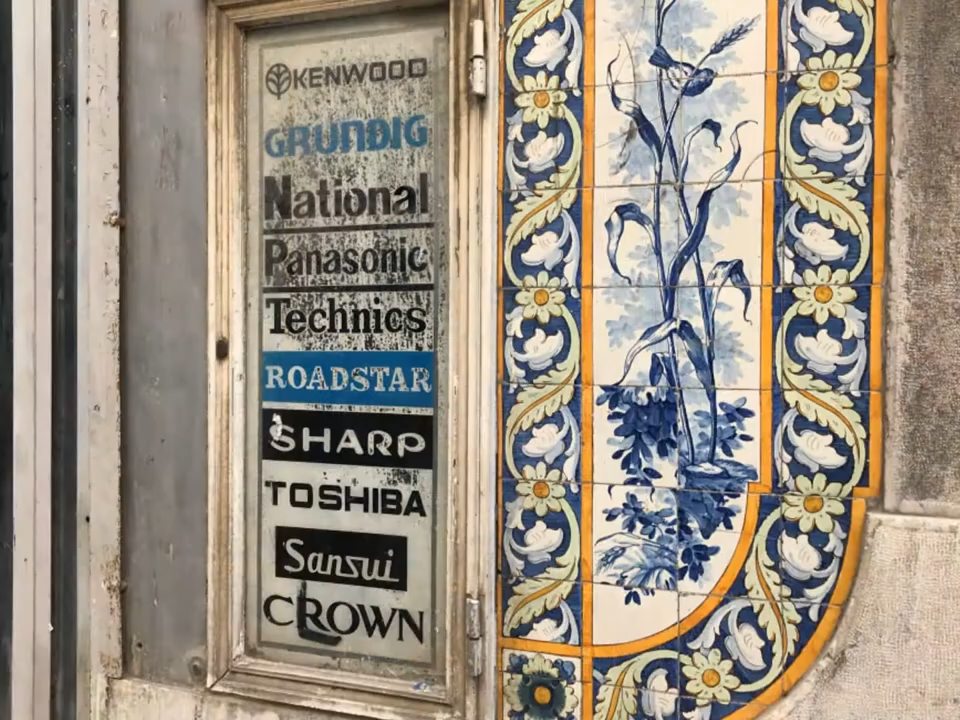 KENWOOD
GRUNDIG
National
Panasonic
Technics
ROADSTAR
SHARP
TOSHIBA
Sansui
CROWN